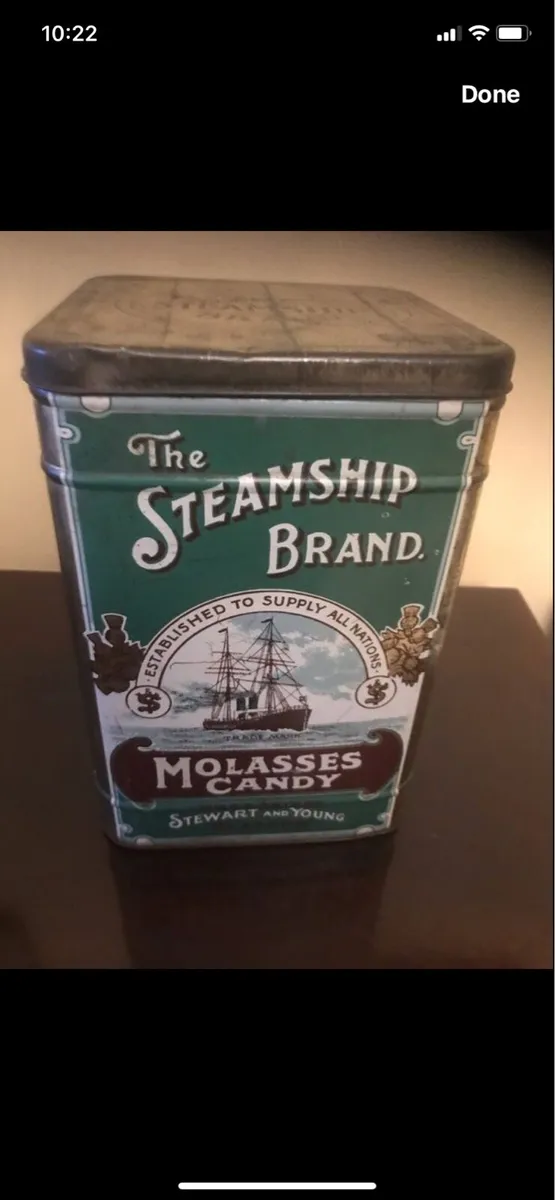 10:22
Done
The
STEAMSHIP
BRAND.
· ESTABLISHED TO SUPPLY ALL NATIONS ·
TRADE MARK
MOLASSES
CANDY
STEWART AND YOUNG